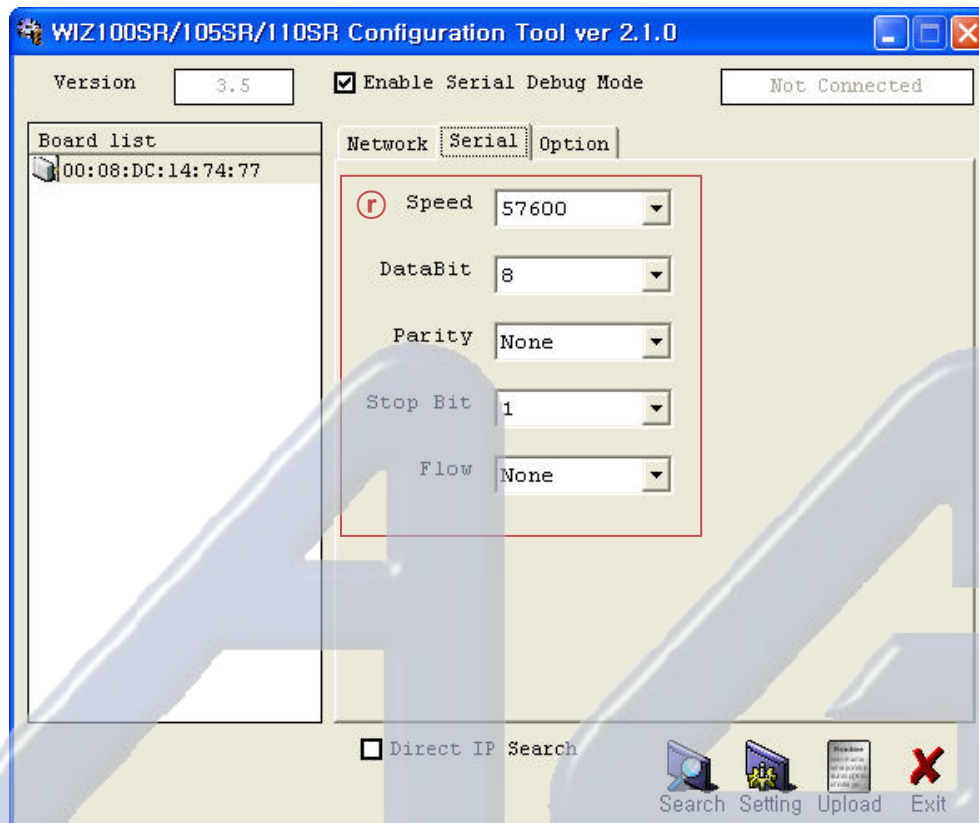 WIZ100SR/105SR/110SR Configuration Tool ver 2.1.0
Version 3.5 Enable Serial Debug Mode Not Connected
Board list
00:08:DC:14:74:77
Network Serial Option
r Speed 57600
DataBit 8
Parity None
Stop Bit 1
Flow None
Direct IP Search
Search Setting Upload Exit